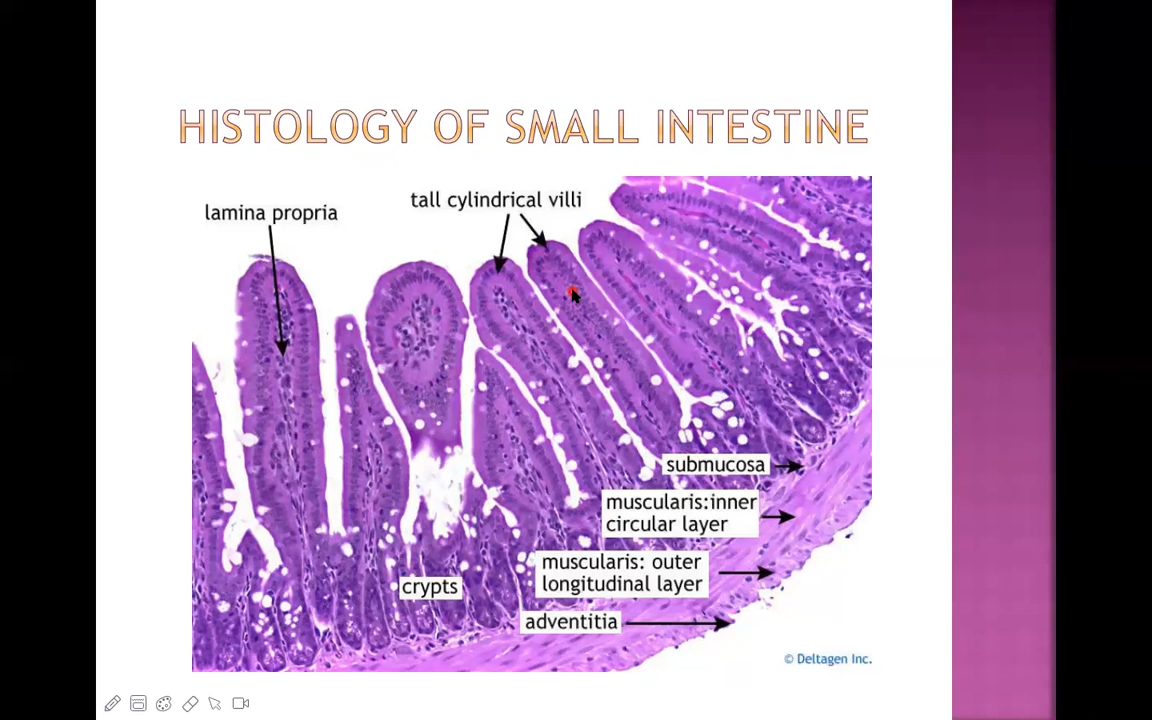 HISTOLOGY OF SMALL INTESTINE
lamina propria
tall cylindrical villi
submucosa
muscularis:inner
circular layer
muscularis: outer
longitudinal layer
crypts
adventitia
© Deltagen Inc.